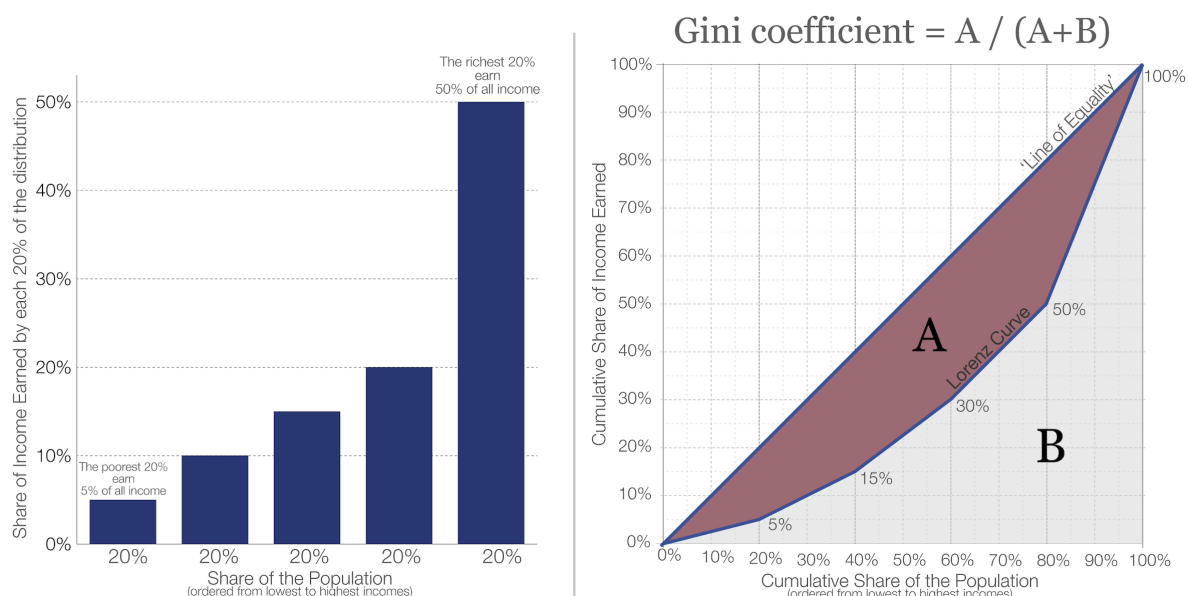 The richest 20%
earn
50% of all income
50%
40%
30%
20%
10%
0%
Share of Income Earned by each 20% of the distribution
The poorest 20%
earn
5% of all income
20% 20% 20% 20% 20%
Share of the Population
(ordered from lowest to highest incomes)
Gini coefficient = A / (A+B)
100%
90%
80%
70%
60%
50%
40%
30%
20%
10%
0%
Cumulative Share of Income Earned
100%
'Line of Equality'
A
Lorenz Curve
50%
30%
B
15%
5%
0% 10% 20% 30% 40% 50% 60% 70% 80% 90% 100%
Cumulative Share of the Population
(ordered from lowest to highest incomes)